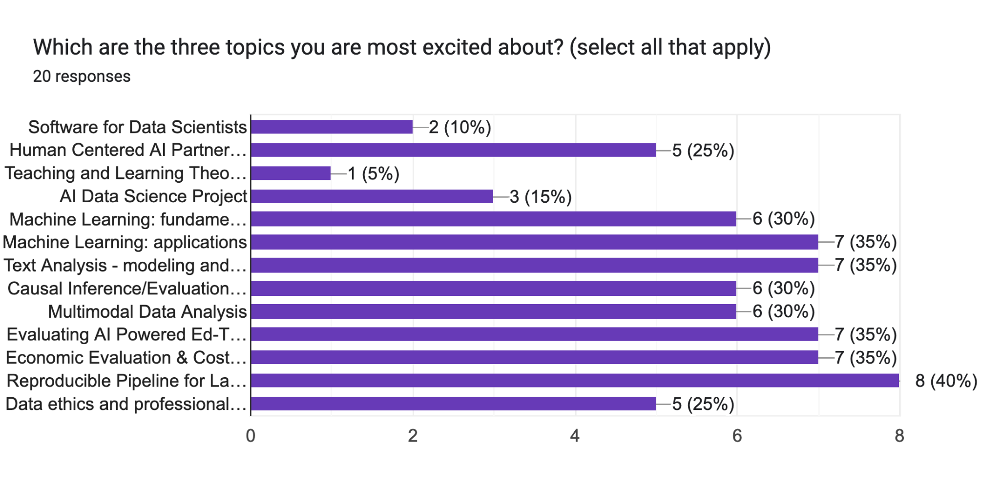 Which are the three topics you are most excited about? (select all that apply)
20 responses
Software for Data Scientists 2 (10%)
Human Centered AI Partner… 5 (25%)
Teaching and Learning Theo… 1 (5%)
AI Data Science Project 3 (15%)
Machine Learning: fundame… 6 (30%)
Machine Learning: applications 7 (35%)
Text Analysis - modeling and… 7 (35%)
Causal Inference/Evaluation… 6 (30%)
Multimodal Data Analysis 6 (30%)
Evaluating AI Powered Ed-T… 7 (35%)
Economic Evaluation & Cost… 7 (35%)
Reproducible Pipeline for La… 8 (40%)
Data ethics and professional… 5 (25%)
0 2 4 6 8